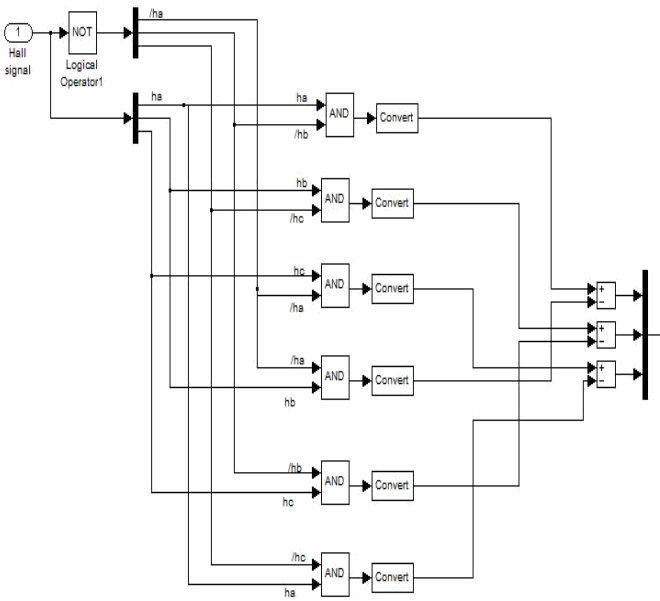 /ha
1
NOT
Hall
signal
Logical
Operator1
ha
ha
AND
Convert
/hb
hb
AND
Convert
/hc
hc
AND
Convert
/ha
/ha
AND
Convert
hb
/hb
AND
Convert
hc
/hc
AND
Convert
ha
+
−
+
−
+
−